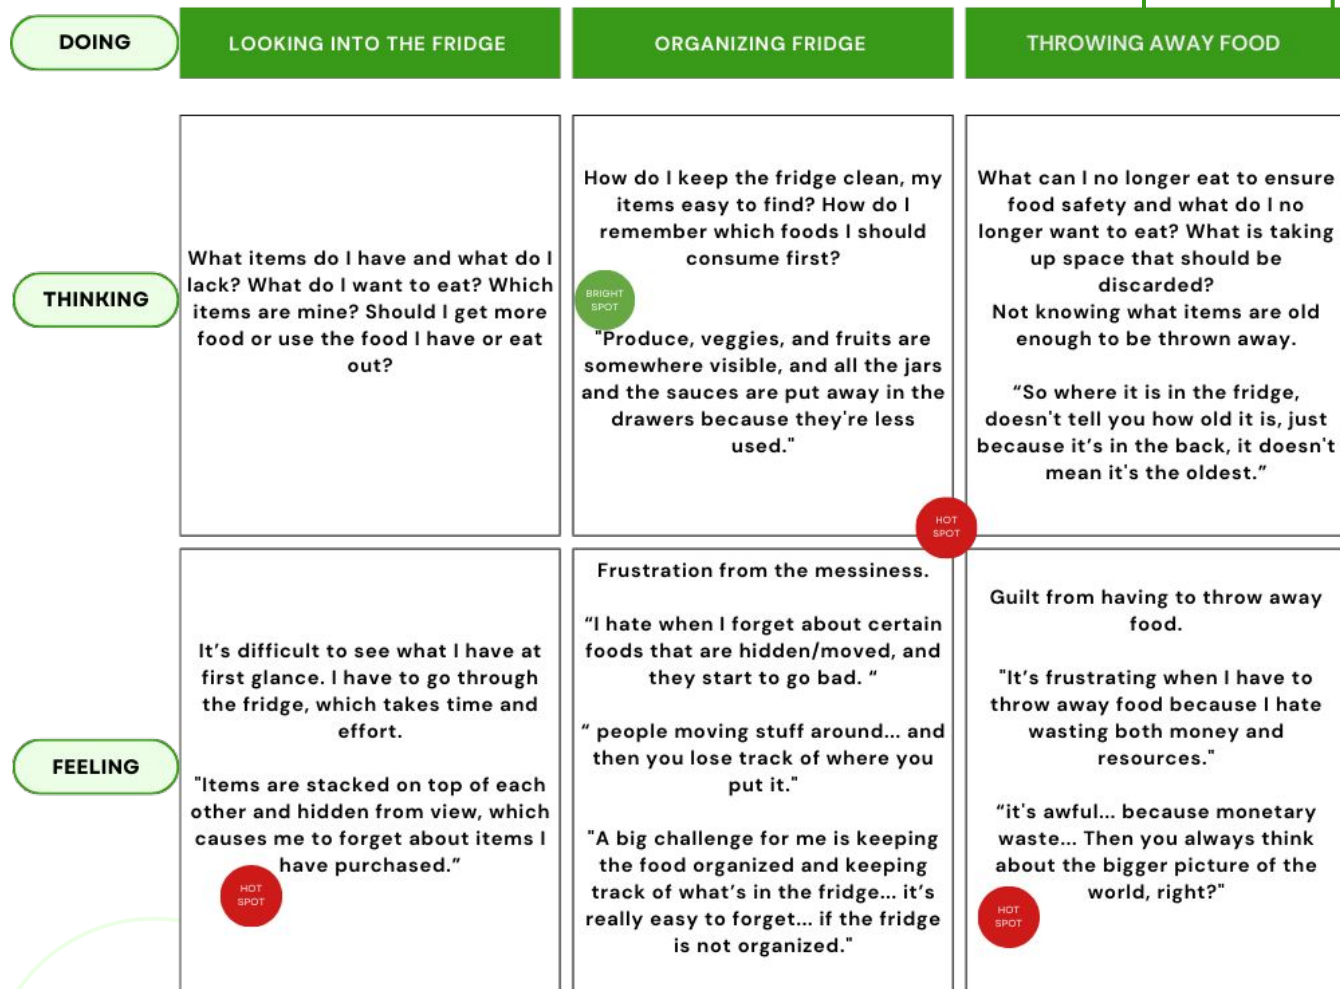 DOING
LOOKING INTO THE FRIDGE
ORGANIZING FRIDGE
THROWING AWAY FOOD
THINKING
What items do I have and what do I
lack? What do I want to eat? Which
items are mine? Should I get more
food or use the food I have or eat
out?
How do I keep the fridge clean, my
items easy to find? How do I
remember which foods I should
consume first?
BRIGHT
SPOT
"Produce, veggies, and fruits are
somewhere visible, and all the jars
and the sauces are put away in the
drawers because they're less
used."
What can I no longer eat to ensure
food safety and what do I no
longer want to eat? What is taking
up space that should be
discarded?
Not knowing what items are old
enough to be thrown away.
“So where it is in the fridge,
doesn't tell you how old it is, just
because it’s in the back, it doesn't
mean it's the oldest.”
HOT
SPOT
FEELING
It’s difficult to see what I have at
first glance. I have to go through
the fridge, which takes time and
effort.
"Items are stacked on top of each
other and hidden from view, which
causes me to forget about items I
have purchased.”
HOT
SPOT
Frustration from the messiness.
“I hate when I forget about certain
foods that are hidden/moved, and
they start to go bad. “
“ people moving stuff around... and
then you lose track of where you
put it."
"A big challenge for me is keeping
the food organized and keeping
track of what’s in the fridge... it’s
really easy to forget... if the fridge
is not organized."
Guilt from having to throw away
food.
"It’s frustrating when I have to
throw away food because I hate
wasting both money and
resources."
“it's awful... because monetary
waste... Then you always think
about the bigger picture of the
world, right?"
HOT
SPOT